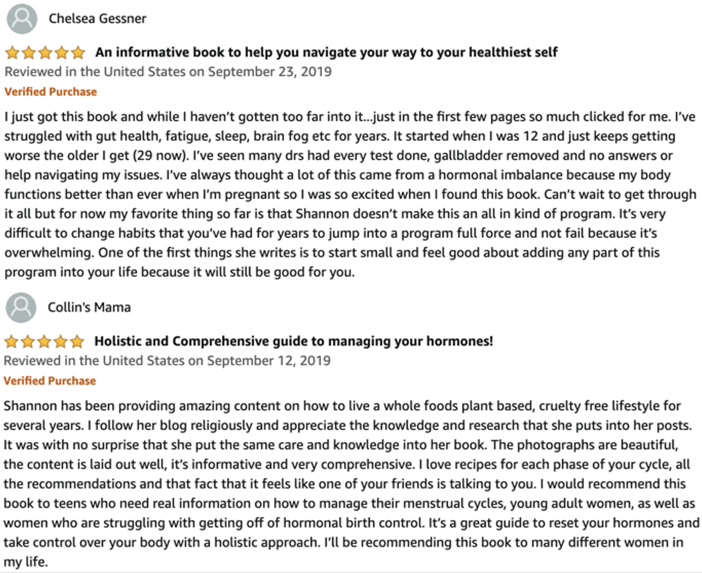 Chelsea Gessner
An informative book to help you navigate your way to your healthiest self
Reviewed in the United States on September 23, 2019
Verified Purchase
I just got this book and while I haven't gotten too far into it...just in the first few pages so much clicked for me. I've
struggled with gut health, fatigue, sleep, brain fog etc for years. It started when I was 12 and just keeps getting
worse the older I get (29 now). I've seen many drs had every test done, gallbladder removed and no answers or
help navigating my issues. I've always thought a lot of this came from a hormonal imbalance because my body
functions better than ever when I'm pregnant so I was so excited when I found this book. Can't wait to get through
it all but for now my favorite thing so far is that Shannon doesn't make this an all in kind of program. It's very
difficult to change habits that you've had for years to jump into a program full force and not fail because it's
overwhelming. One of the first things she writes is to start small and feel good about adding any part of this
program into your life because it will still be good for you.
Collin's Mama
Holistic and Comprehensive guide to managing your hormones!
Reviewed in the United States on September 12, 2019
Verified Purchase
Shannon has been providing amazing content on how to live a whole foods plant based, cruelty free lifestyle for
several years. I follow her blog religiously and appreciate the knowledge and research that she puts into her posts.
It was with no surprise that she put the same care and knowledge into her book. The photographs are beautiful,
the content is laid out well, it's informative and very comprehensive. I love recipes for each phase of your cycle, all
the recommendations and that fact that it feels like one of your friends is talking to you. I would recommend this
book to teens who need real information on how to manage their menstrual cycles, young adult women, as well as
women who are struggling with getting off of hormonal birth control. It's a great guide to reset your hormones and
take control over your body with a holistic approach. I'll be recommending this book to many different women in
my life.